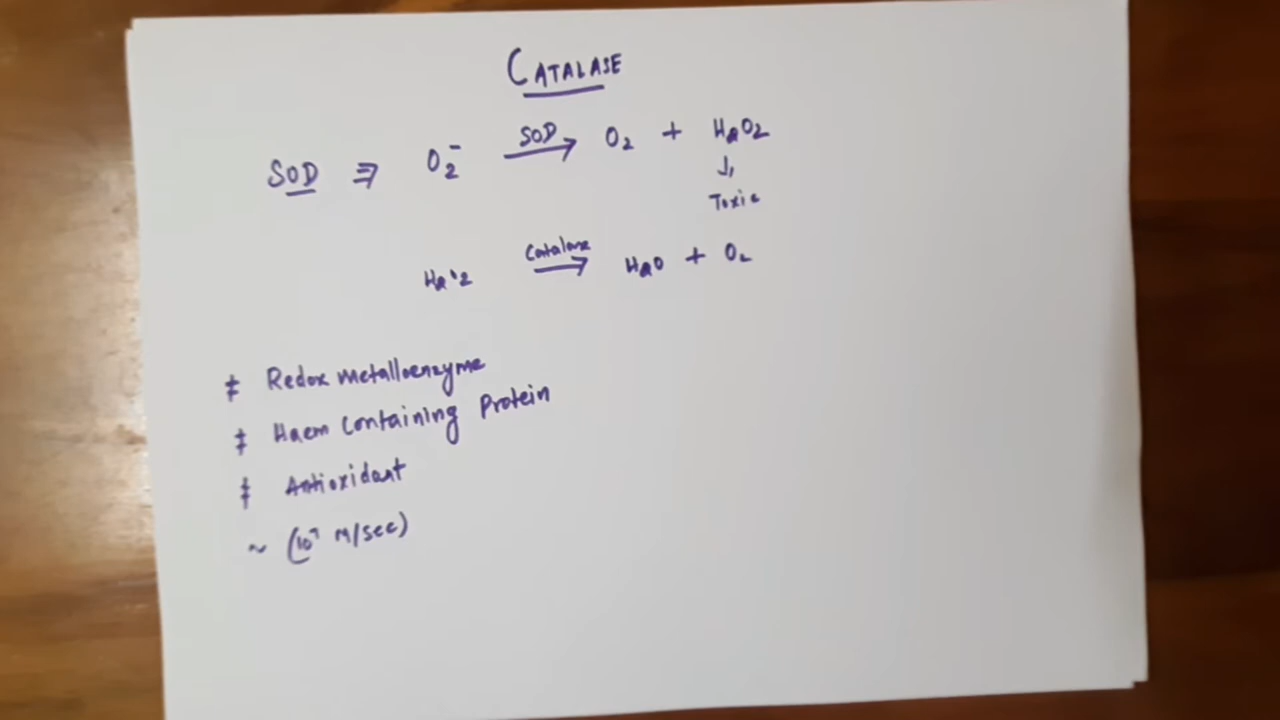 CATALASE
SOD ⇒ O₂⁻ SOD → O₂ + H₂O₂
↓
Toxic
H₂O₂ Catalase → H₂O + O₂
‡ Redox metalloenzyme
‡ Haem Containing Protein
‡ Antioxidant
~ (10⁷ M/sec)